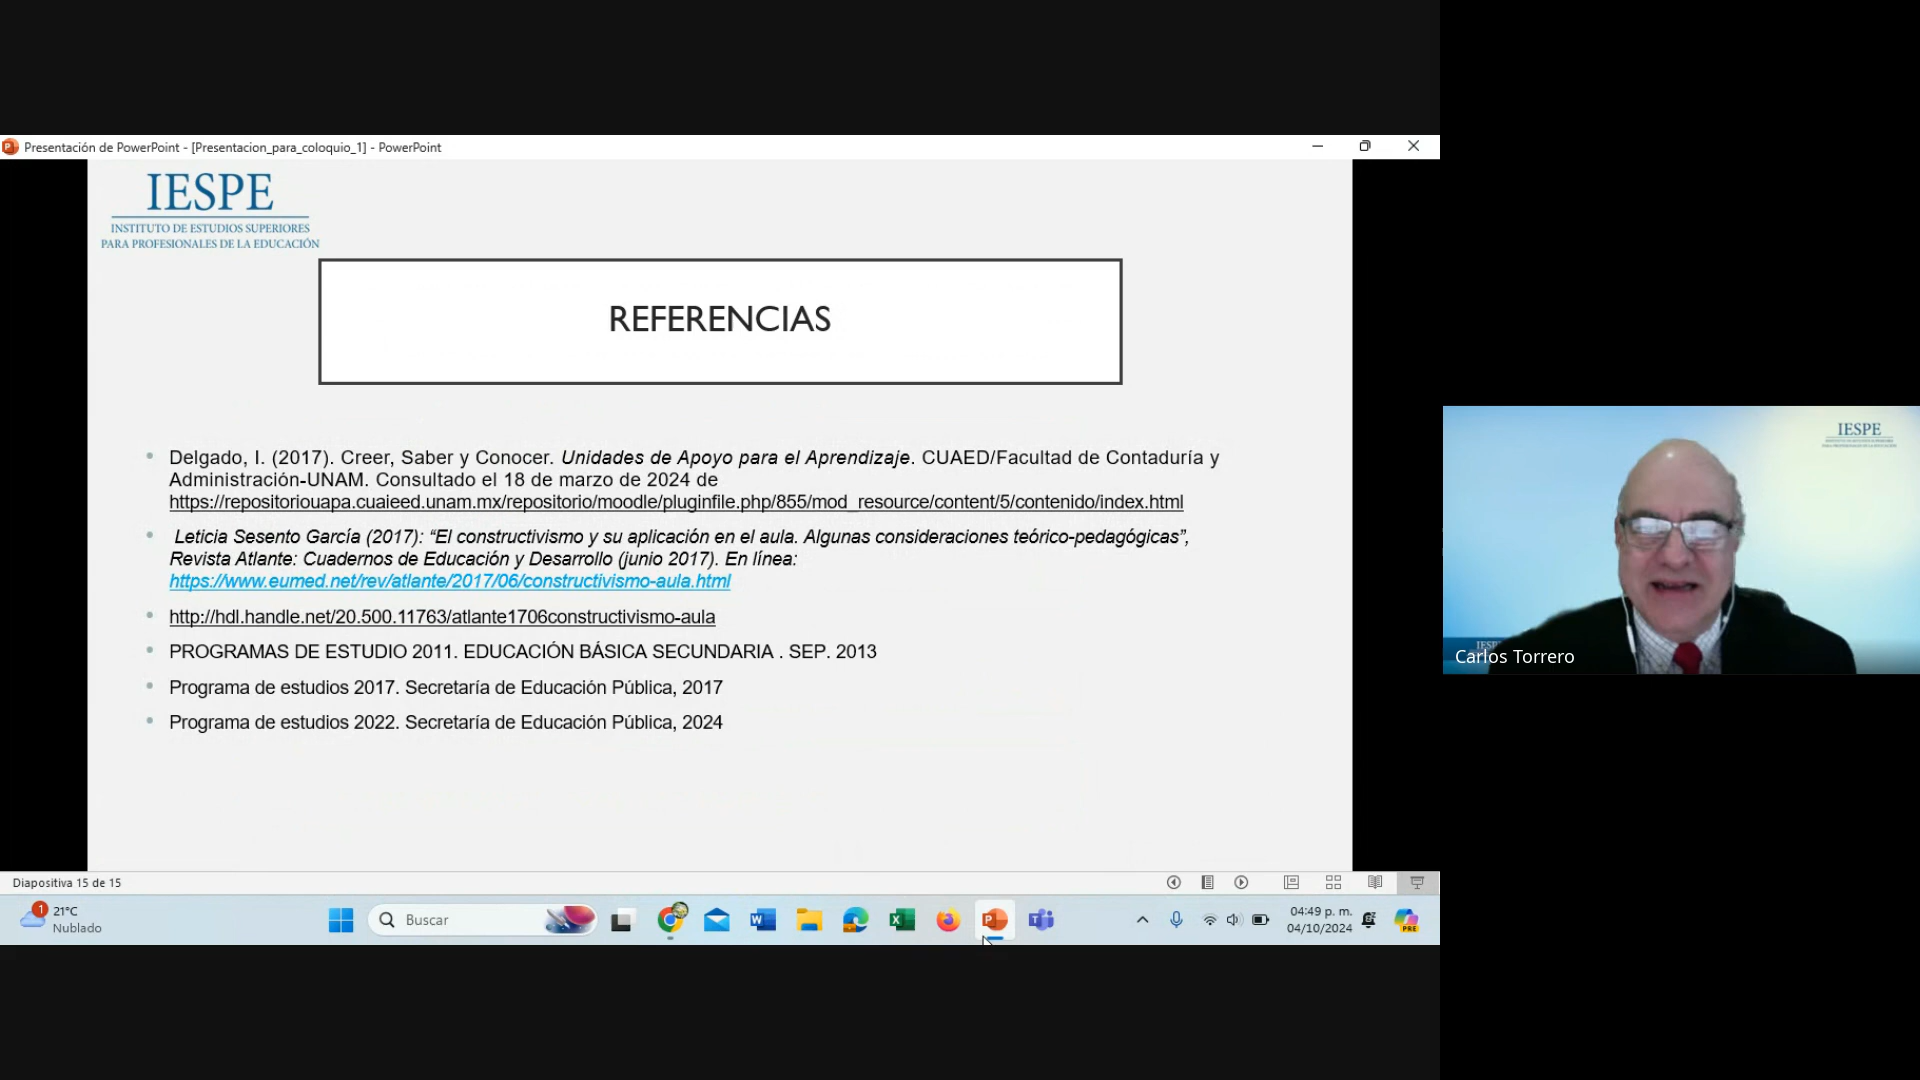 Presentación de PowerPoint - [Presentacion_para_coloquio_1] - PowerPoint
IESPE
INSTITUTO DE ESTUDIOS SUPERIORES
PARA PROFESIONALES DE LA EDUCACIÓN
REFERENCIAS
• Delgado, I. (2017). Creer, Saber y Conocer. Unidades de Apoyo para el Aprendizaje. CUAED/Facultad de Contaduría y
Administración-UNAM. Consultado el 18 de marzo de 2024 de
https://repositoriouapa.cuaieed.unam.mx/repositorio/moodle/pluginfile.php/855/mod_resource/content/5/contenido/index.html
• Leticia Sesento García (2017): “El constructivismo y su aplicación en el aula. Algunas consideraciones teórico-pedagógicas”,
Revista Atlante: Cuadernos de Educación y Desarrollo (junio 2017). En línea:
https://www.eumed.net/rev/atlante/2017/06/constructivismo-aula.html
• http://hdl.handle.net/20.500.11763/atlante1706constructivismo-aula
• PROGRAMAS DE ESTUDIO 2011. EDUCACIÓN BÁSICA SECUNDARIA . SEP. 2013
• Programa de estudios 2017. Secretaría de Educación Pública, 2017
• Programa de estudios 2022. Secretaría de Educación Pública, 2024
IESPE
Carlos Torrero
Diapositiva 15 de 15
1
21°C
Nublado
Buscar
04:49 p. m.
04/10/2024
PRE